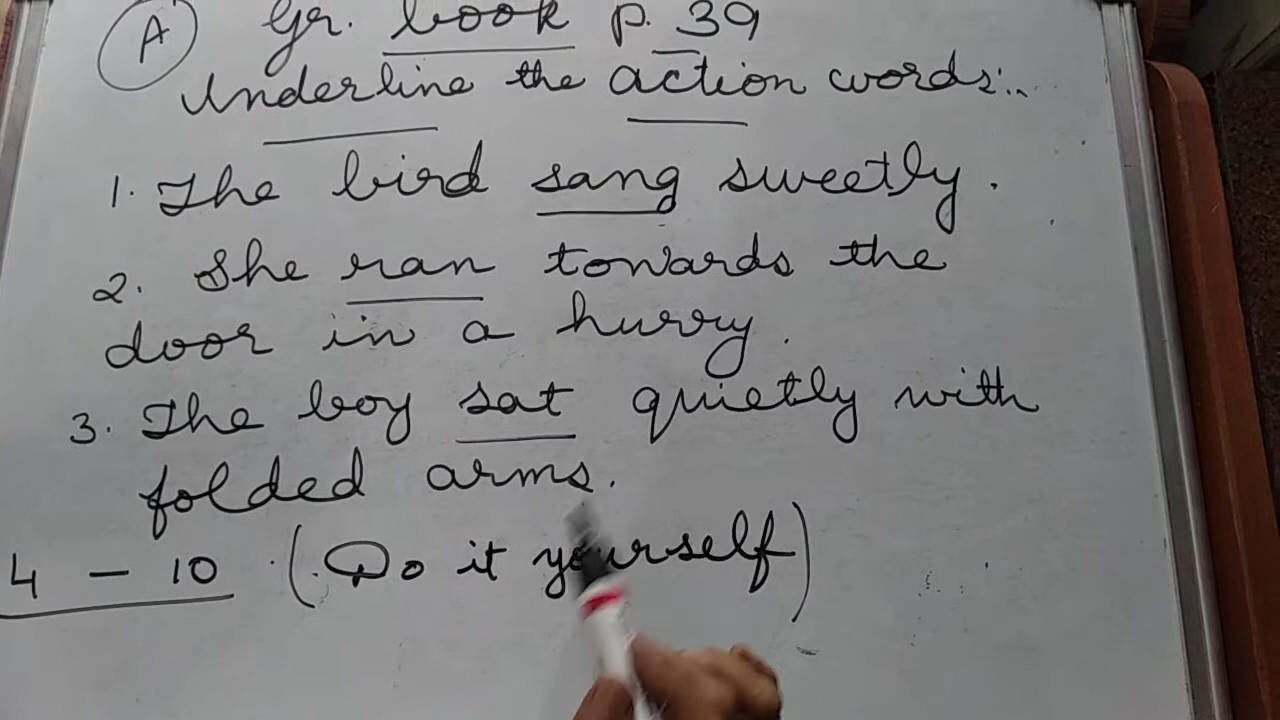 A Gr. book p. 39
Underline the action words:..
1. The bird sang sweetly.
2. She ran towards the
door in a hurry.
3. The boy sat quietly with
folded arms.
4 – 10 (Do it yourself)